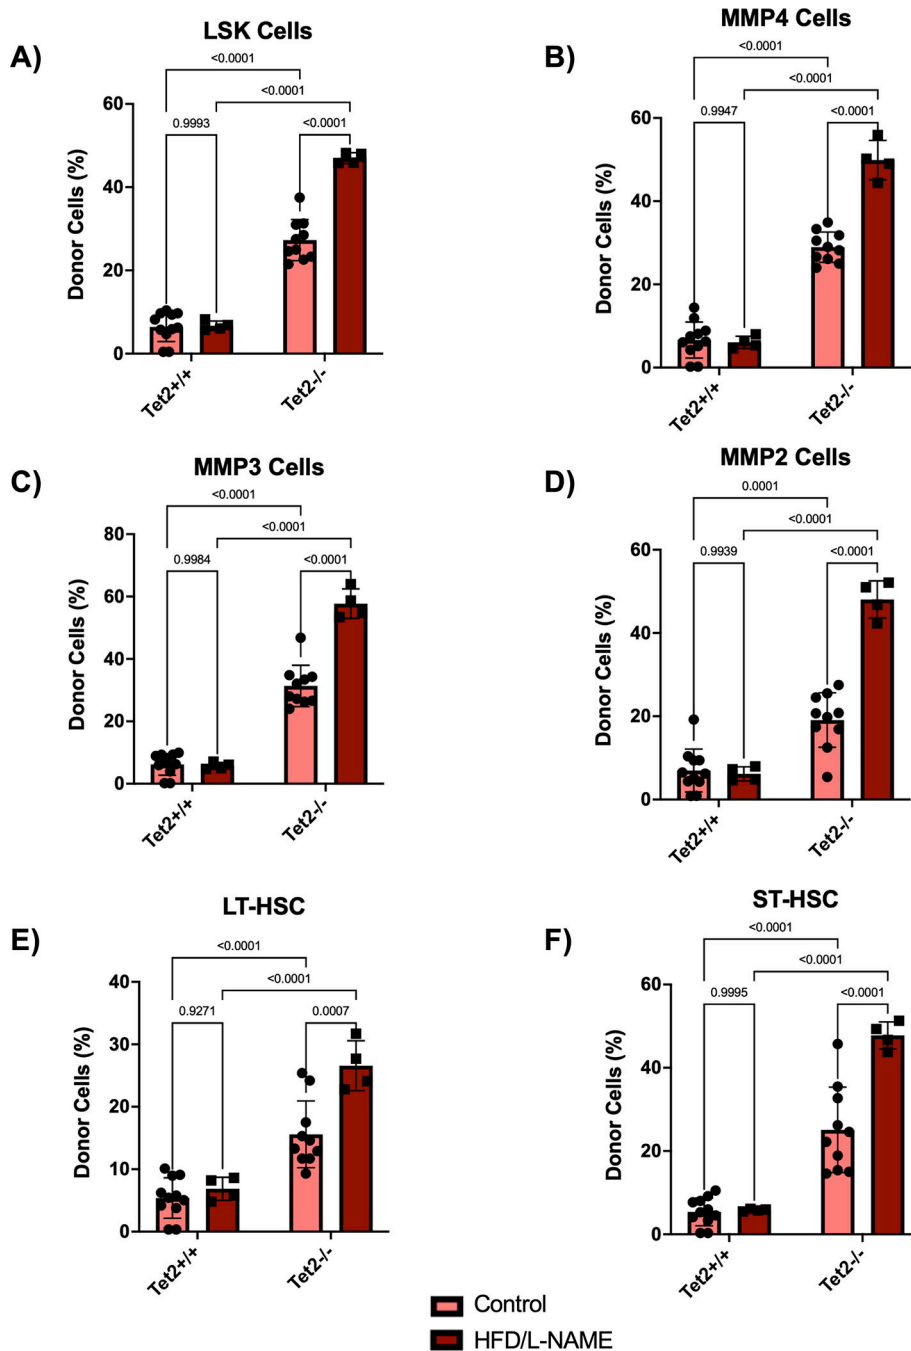 A)
LSK Cells
<0.0001
<0.0001
0.9993
<0.0001
Donor Cells (%)
60
40
20
0
Tet2+/+
Tet2-/-
B)
MMP4 Cells
<0.0001
<0.0001
0.9947
<0.0001
Donor Cells (%)
60
40
20
0
Tet2+/+
Tet2-/-
C)
MMP3 Cells
<0.0001
<0.0001
0.9984
<0.0001
Donor Cells (%)
80
60
40
20
0
Tet2+/+
Tet2-/-
D)
MMP2 Cells
0.0001
<0.0001
0.9939
<0.0001
Donor Cells (%)
60
40
20
0
Tet2+/+
Tet2-/-
E)
LT-HSC
<0.0001
<0.0001
0.9271
0.0007
Donor Cells (%)
40
30
20
10
0
Tet2+/+
Tet2-/-
F)
ST-HSC
<0.0001
<0.0001
0.9995
<0.0001
Donor Cells (%)
60
40
20
0
Tet2+/+
Tet2-/-
Control
HFD/L-NAME